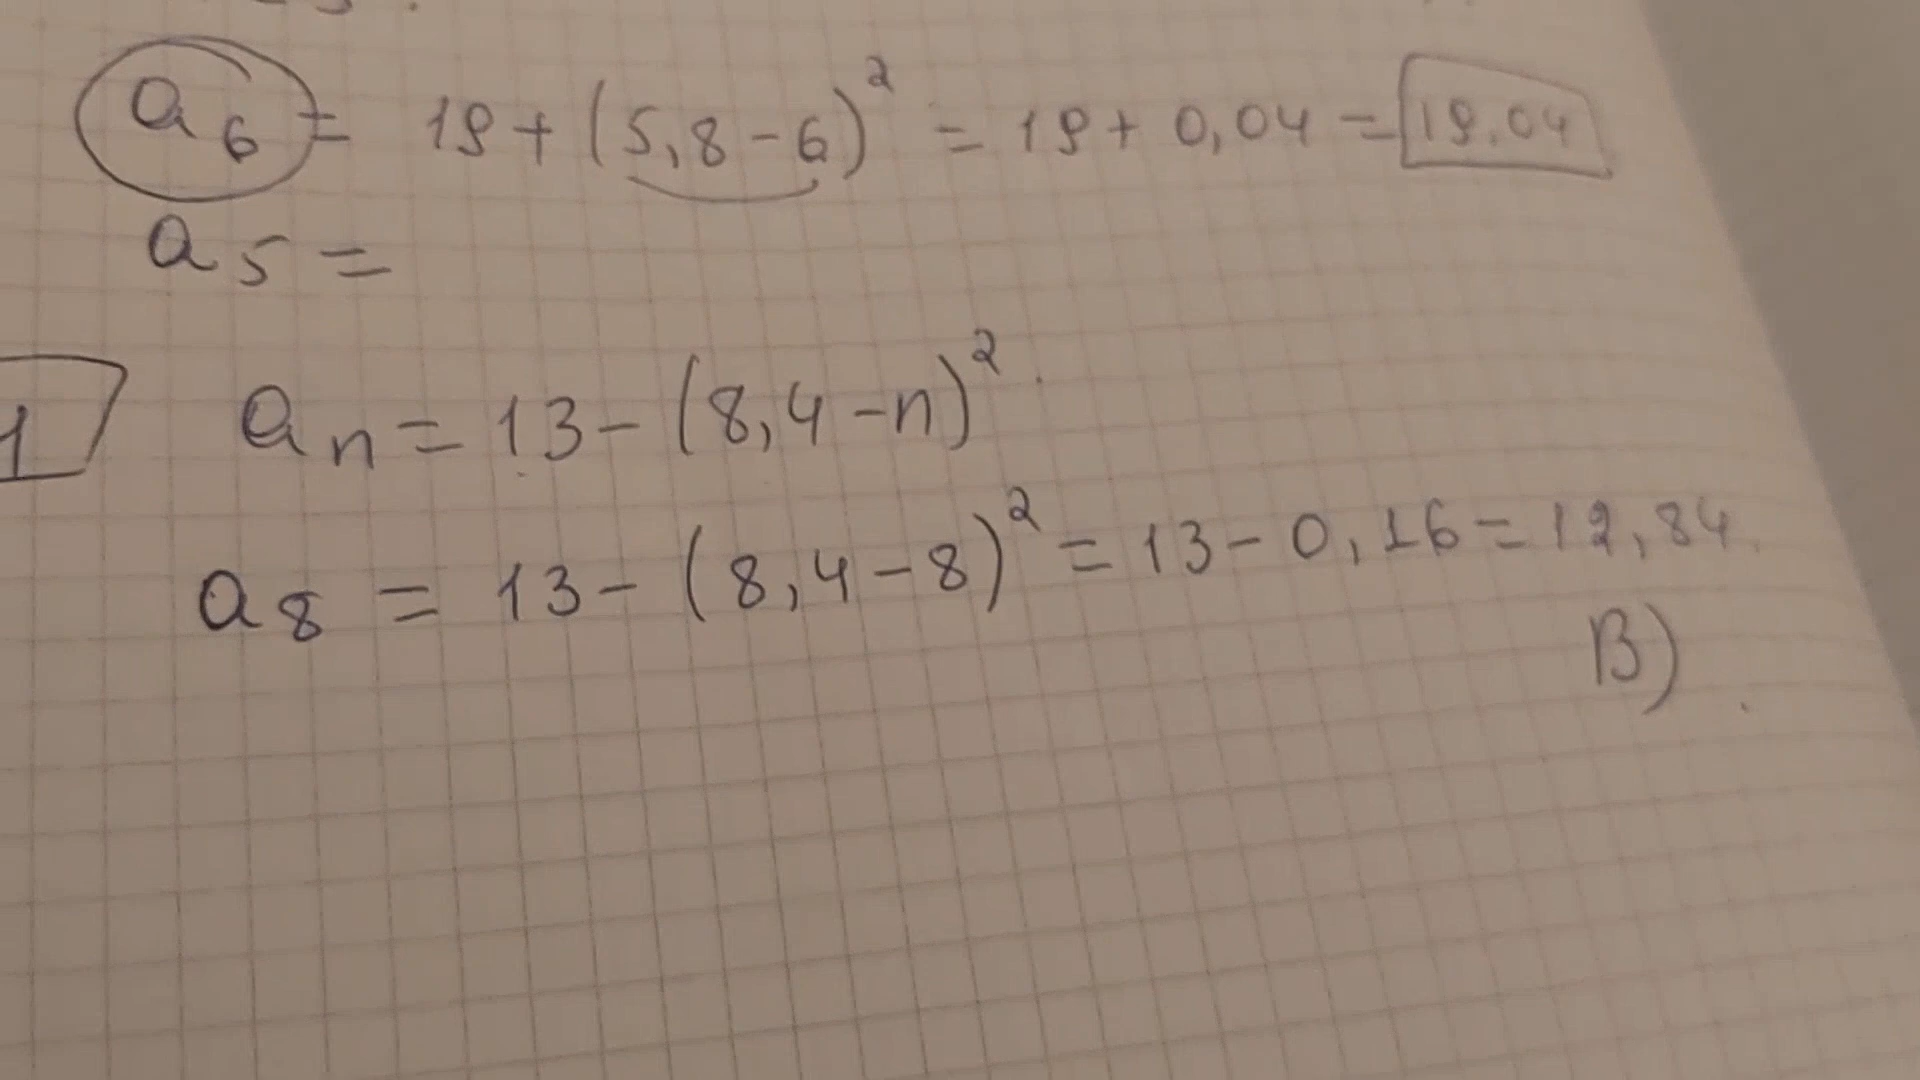 a₆ = 19 + (5,8 - 6)² = 19 + 0,04 = 19.04
a₅ =
1 aₙ = 13 - (8,4 - n)²
a₈ = 13 - (8,4 - 8)² = 13 - 0,16 = 12,84
B)